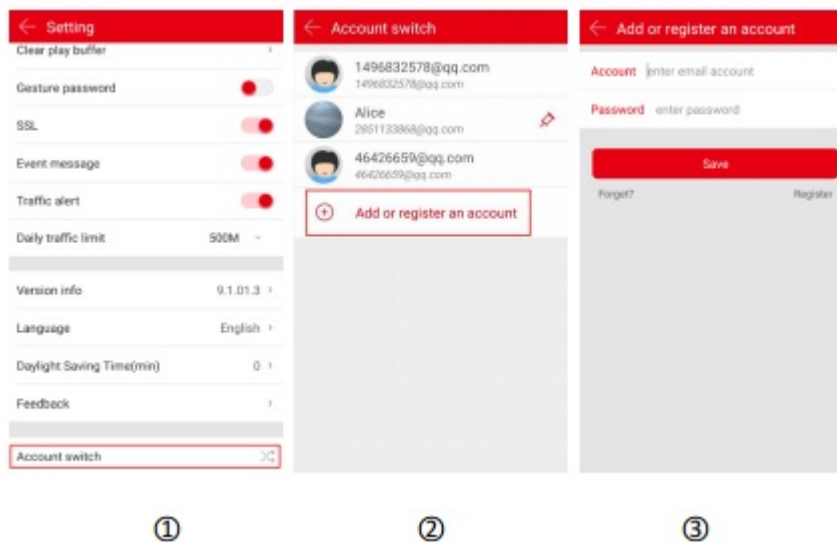 Setting
Clear play buffer
Gesture password
SSL
Event message
Traffic alert
Daily traffic limit 500M
Version info 9.1.01.3
Language English
Daylight Saving Time(min) 0
Feedback
Account switch
①
Account switch
1496832578@qq.com
1496832578@qq.com
Alice
2851133868@qq.com
46426659@qq.com
46426659@qq.com
Add or register an account
②
Add or register an account
Account enter email account
Password enter password
Save
Forget? Register
③